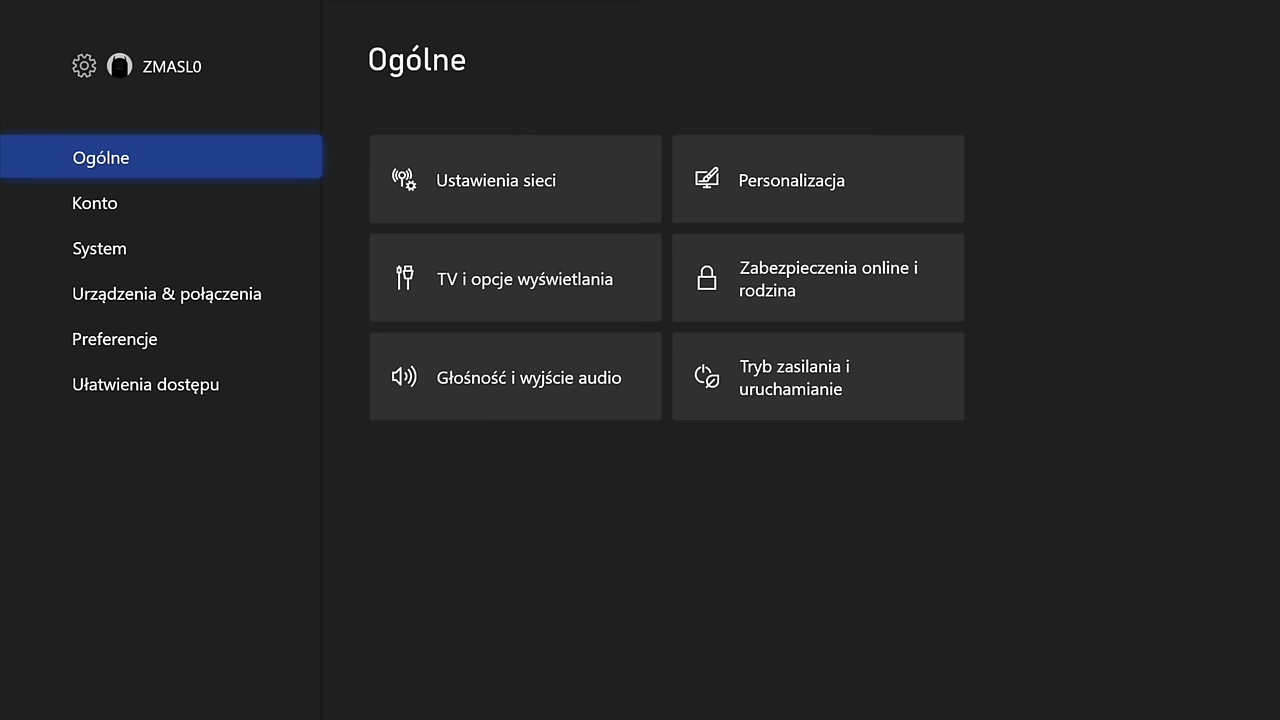 ZMASL0
Ogólne
Konto
System
Urządzenia & połączenia
Preferencje
Ułatwienia dostępu
Ogólne
Ustawienia sieci
Personalizacja
TV i opcje wyświetlania
Zabezpieczenia online i
rodzina
Głośność i wyjście audio
Tryb zasilania i
uruchamianie